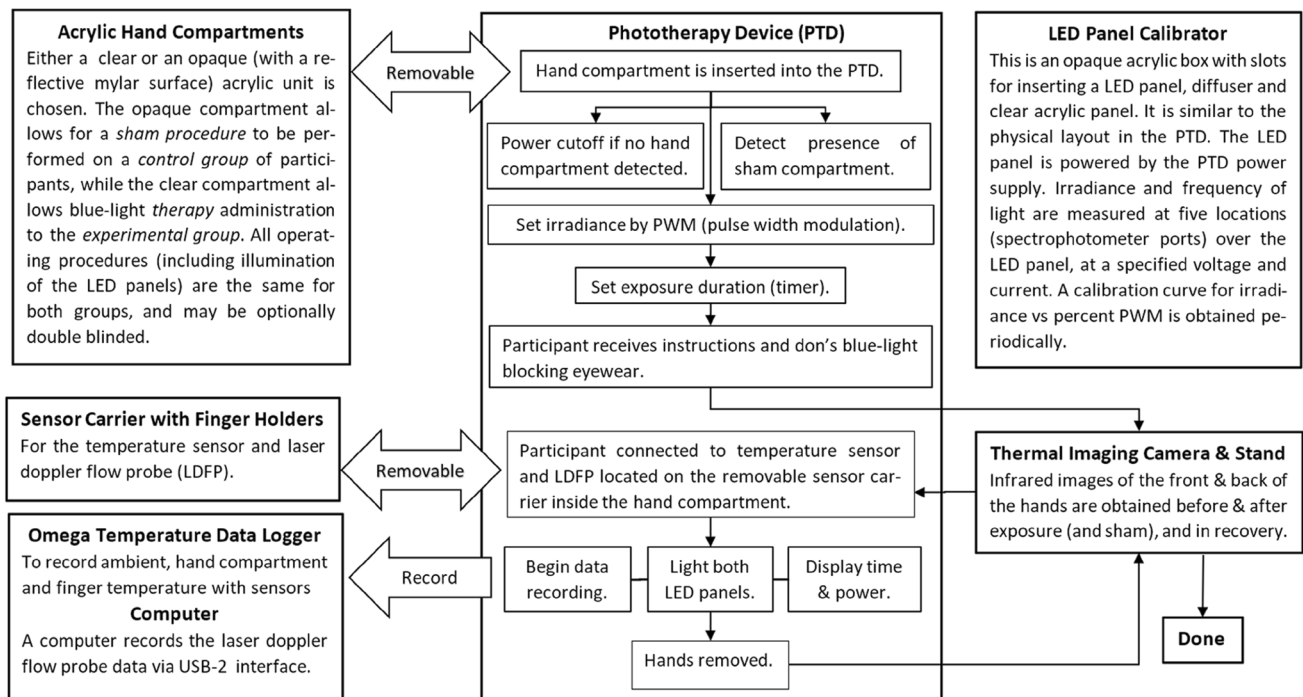 Acrylic Hand Compartments
Either a clear or an opaque (with a re-
flective mylar surface) acrylic unit is
chosen. The opaque compartment al-
lows for a sham procedure to be per-
formed on a control group of partici-
pants, while the clear compartment al-
lows blue-light therapy administration
to the experimental group. All operat-
ing procedures (including illumination
of the LED panels) are the same for
both groups, and may be optionally
double blinded.
Removable
Phototherapy Device (PTD)
Hand compartment is inserted into the PTD.
Power cutoff if no hand
compartment detected.
Detect presence of
sham compartment.
Set irradiance by PWM (pulse width modulation).
Set exposure duration (timer).
Participant receives instructions and don's blue-light
blocking eyewear.
LED Panel Calibrator
This is an opaque acrylic box with slots
for inserting a LED panel, diffuser and
clear acrylic panel. It is similar to the
physical layout in the PTD. The LED
panel is powered by the PTD power
supply. Irradiance and frequency of
light are measured at five locations
(spectrophotometer ports) over the
LED panel, at a specified voltage and
current. A calibration curve for irradi-
ance vs percent PWM is obtained pe-
riodically.
Sensor Carrier with Finger Holders
For the temperature sensor and laser
doppler flow probe (LDFP).
Removable
Participant connected to temperature sensor
and LDFP located on the removable sensor car-
rier inside the hand compartment.
Thermal Imaging Camera & Stand
Infrared images of the front & back of
the hands are obtained before & after
exposure (and sham), and in recovery.
Omega Temperature Data Logger
To record ambient, hand compartment
and finger temperature with sensors
Computer
A computer records the laser doppler
flow probe data via USB-2 interface.
Record
Begin data
recording.
Light both
LED panels.
Display time
& power.
Hands removed.
Done